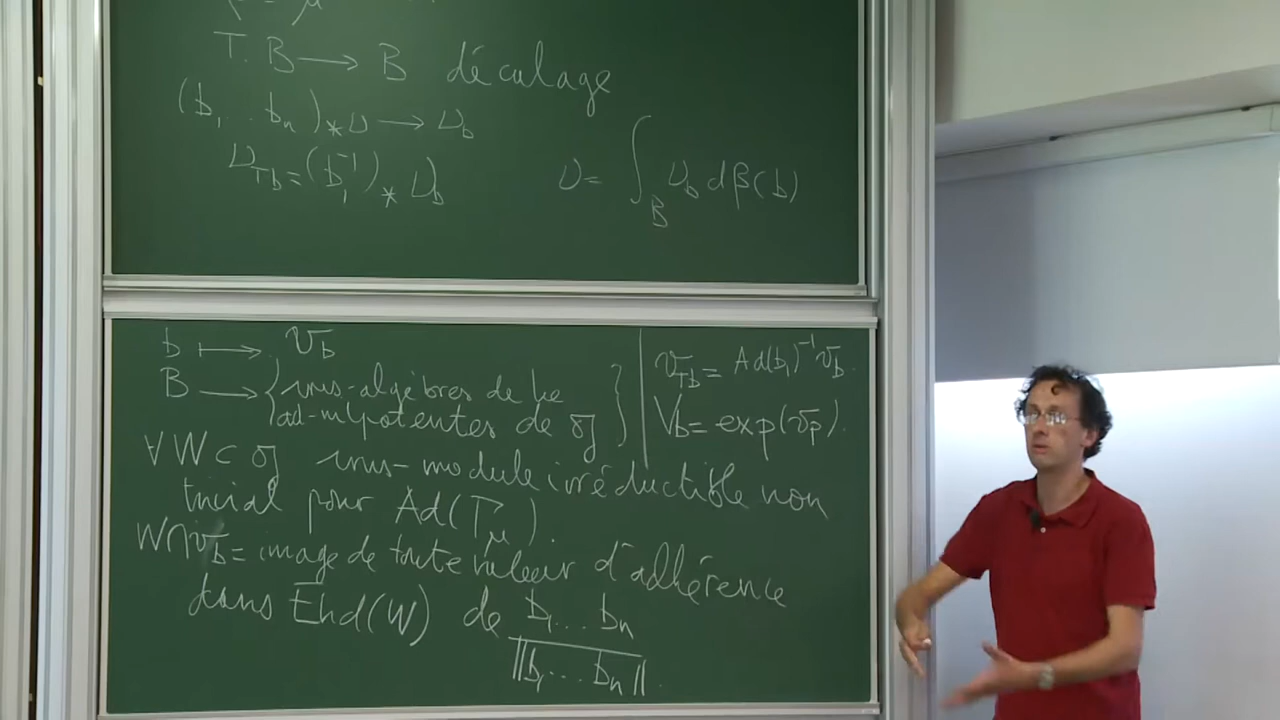 T. B → B décalage
(b₁ ... bₙ)⁎ν → ν_b
ν_{Tb} = (b₁⁻¹)⁎ ν_b
ν = ∫_B ν_b dβ(b)
b ⟼ 𝔳_b
B → { sous-algèbres de Lie
ad-nilpotentes de 𝔤 }
𝔳_{Tb} = Ad(b₁)⁻¹ 𝔳_b.
V_b = exp(𝔳_b).
∀ W ⊂ 𝔤 sous-module irréductible non
trivial pour Ad(Γ_μ).
W ∩ 𝔳_b = image de toute valeur d'adhérence
dans End(W) de b₁ ... bₙ
‖b₁ ... bₙ‖.